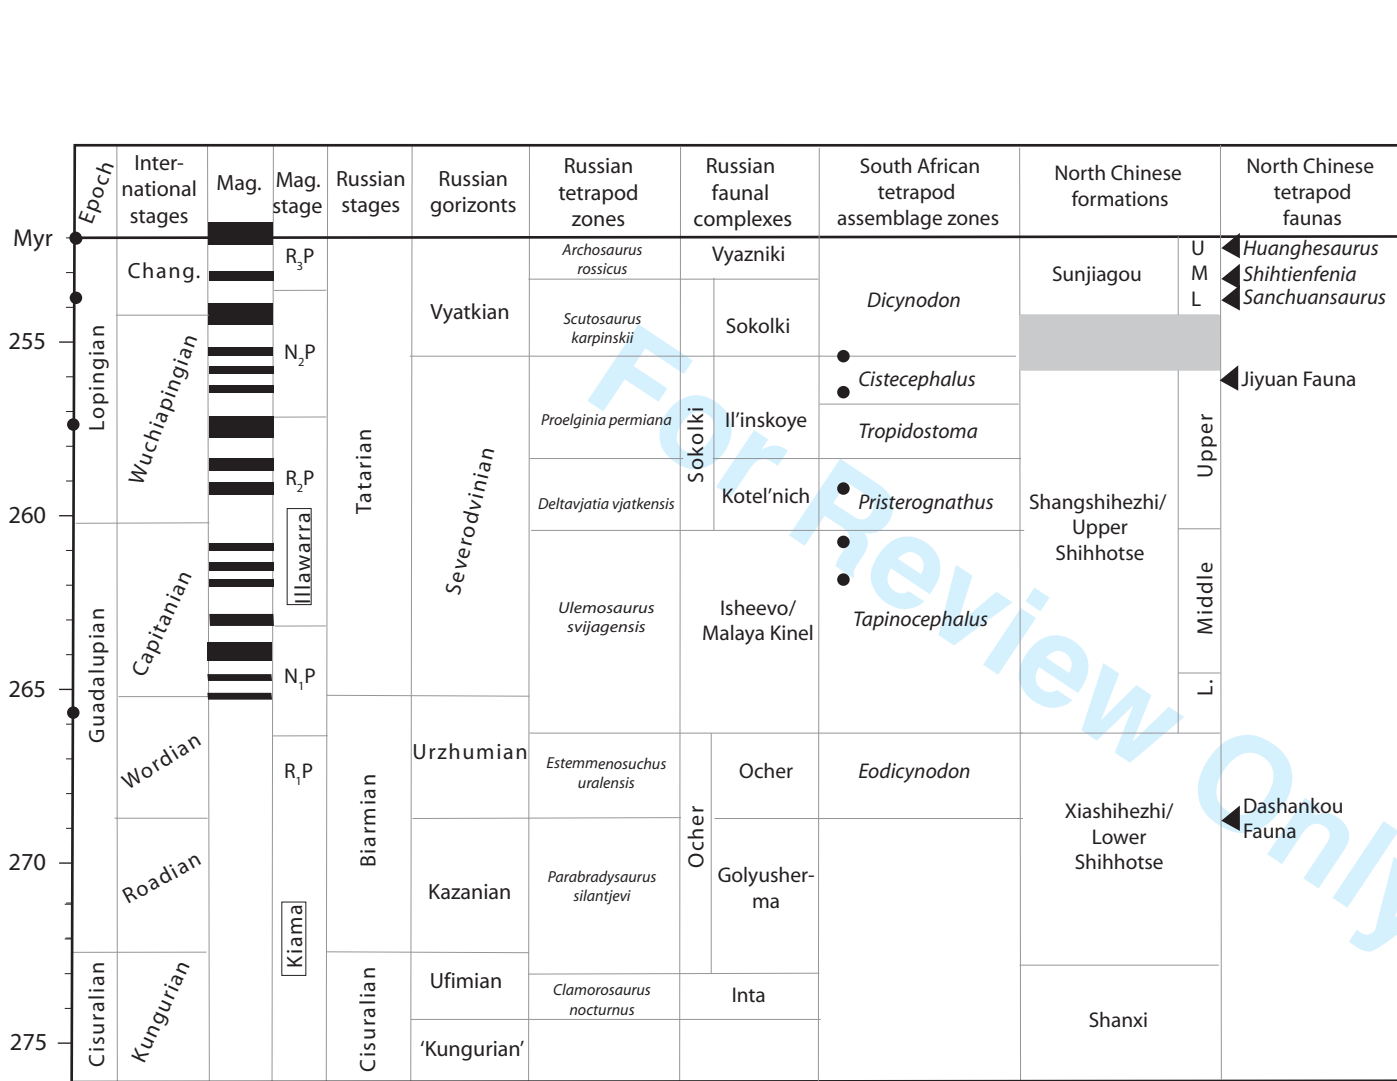 Epoch
Inter-
national
stages
Mag.
Mag.
stage
Russian
stages
Russian
gorizonts
Russian
tetrapod
zones
Russian
faunal
complexes
South African
tetrapod
assemblage zones
North Chinese
formations
North Chinese
tetrapod
faunas
Myr
255
260
265
270
275
Lopingian
Guadalupian
Cisuralian
Chang.
Wuchiapingian
Capitanian
Wordian
Roadian
Kungurian
R3P
N2P
R2P
Illawarra
N1P
R1P
Kiama
Tatarian
Biarmian
Cisuralian
Vyatkian
Severodvinian
Urzhumian
Kazanian
Ufimian
'Kungurian'
Archosaurus
rossicus
Scutosaurus
karpinskii
Proelginia permiana
Deltavjatia vjatkensis
Ulemosaurus
svijagensis
Estemmenosuchus
uralensis
Parabradysaurus
silantjevi
Clamorosaurus
nocturnus
Vyazniki
Sokolki
Sokolki
Il'inskoye
Kotel'nich
Isheevo/
Malaya Kinel
Ocher
Ocher
Golyusher-
ma
Inta
Dicynodon
Cistecephalus
Tropidostoma
Pristerognathus
Tapinocephalus
Eodicynodon
Sunjiagou
U
M
L
Shangshihezhi/
Upper
Shihhotse
Upper
Middle
L.
Xiashihezhi/
Lower
Shihhotse
Shanxi
Huanghesaurus
Shihtienfenia
Sanchuansaurus
Jiyuan Fauna
Dashankou
Fauna
For Review Only